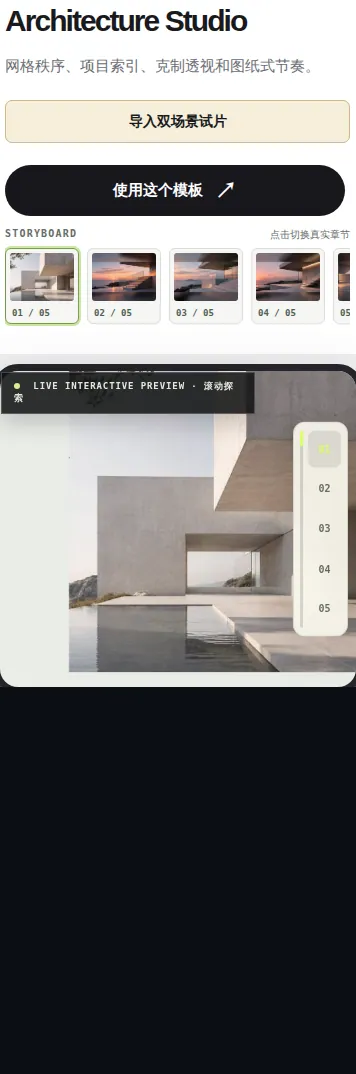 Architecture Studio
网格秩序、项目索引、克制透视和图纸式节奏。
导入双场景试片
使用这个模板 ↗
STORYBOARD
点击切换真实章节
01 / 05
02 / 05
03 / 05
04 / 05
05
LIVE INTERACTIVE PREVIEW · 滚动探
索
02
03
04
05